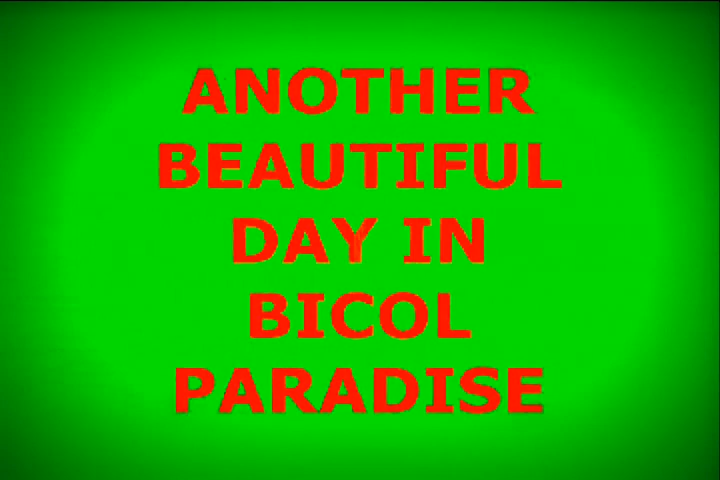 ANOTHER
BEAUTIFUL
DAY IN
BICOL
PARADISE